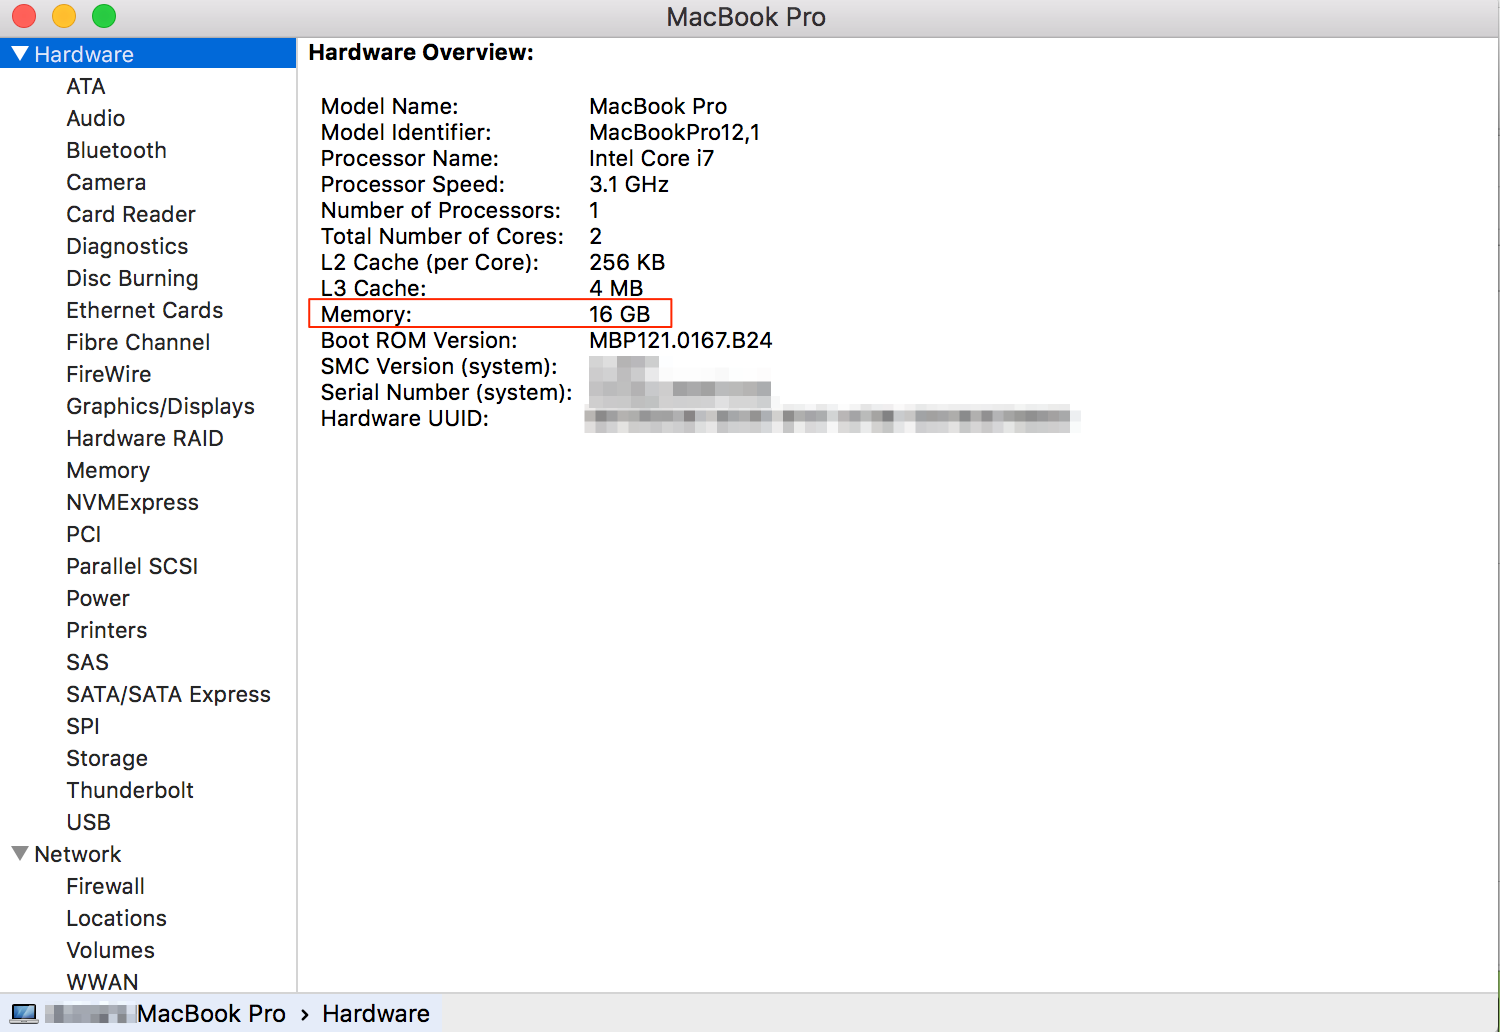 MacBook Pro
Hardware
ATA
Audio
Bluetooth
Camera
Card Reader
Diagnostics
Disc Burning
Ethernet Cards
Fibre Channel
FireWire
Graphics/Displays
Hardware RAID
Memory
NVMExpress
PCI
Parallel SCSI
Power
Printers
SAS
SATA/SATA Express
SPI
Storage
Thunderbolt
USB
Network
Firewall
Locations
Volumes
WWAN
Hardware Overview:
Model Name: MacBook Pro
Model Identifier: MacBookPro12,1
Processor Name: Intel Core i7
Processor Speed: 3.1 GHz
Number of Processors: 1
Total Number of Cores: 2
L2 Cache (per Core): 256 KB
L3 Cache: 4 MB
Memory: 16 GB
Boot ROM Version: MBP121.0167.B24
SMC Version (system):
Serial Number (system):
Hardware UUID:
MacBook Pro › Hardware